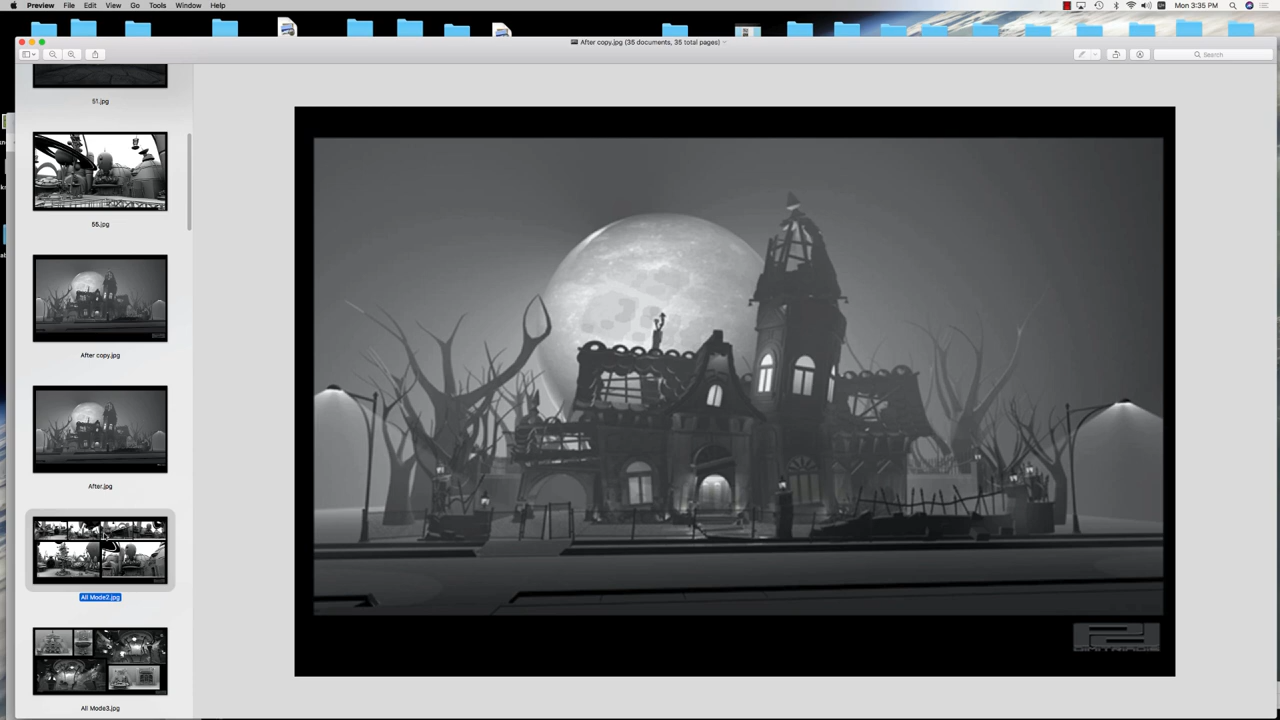 Preview File Edit View Go Tools Window Help
Mon 3:35 PM
After copy.jpg (35 documents, 35 total pages)
Search
51.jpg
55.jpg
After copy.jpg
After.jpg
All Mode2.jpg
All Mode3.jpg